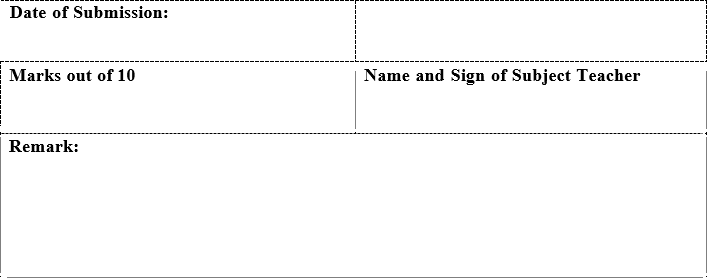 Date of Submission:
Marks out of 10
Name and Sign of Subject Teacher
Remark: